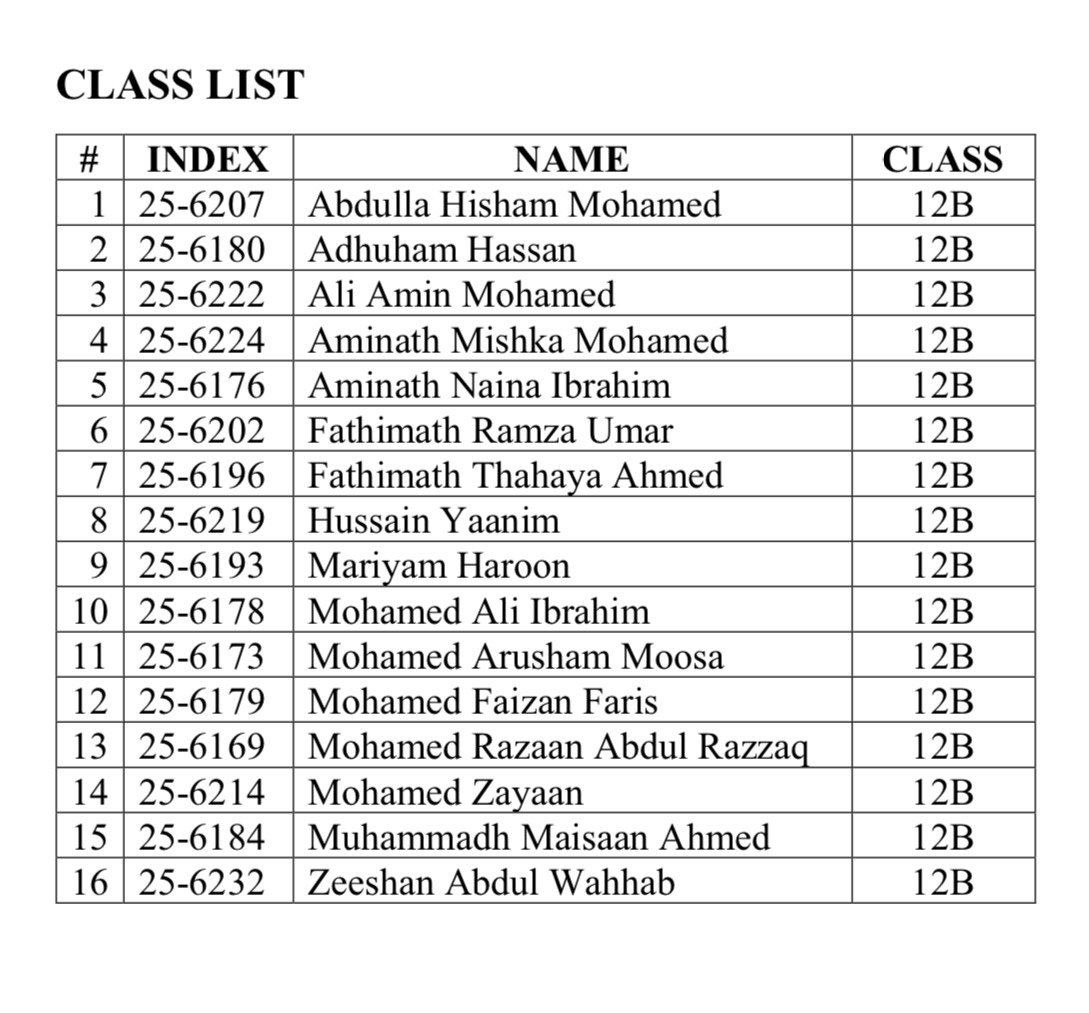 CLASS LIST
# INDEX NAME CLASS
1 25-6207 Abdulla Hisham Mohamed 12B
2 25-6180 Adhuham Hassan 12B
3 25-6222 Ali Amin Mohamed 12B
4 25-6224 Aminath Mishka Mohamed 12B
5 25-6176 Aminath Naina Ibrahim 12B
6 25-6202 Fathimath Ramza Umar 12B
7 25-6196 Fathimath Thahaya Ahmed 12B
8 25-6219 Hussain Yaanim 12B
9 25-6193 Mariyam Haroon 12B
10 25-6178 Mohamed Ali Ibrahim 12B
11 25-6173 Mohamed Arusham Moosa 12B
12 25-6179 Mohamed Faizan Faris 12B
13 25-6169 Mohamed Razaan Abdul Razzaq 12B
14 25-6214 Mohamed Zayaan 12B
15 25-6184 Muhammadh Maisaan Ahmed 12B
16 25-6232 Zeeshan Abdul Wahhab 12B